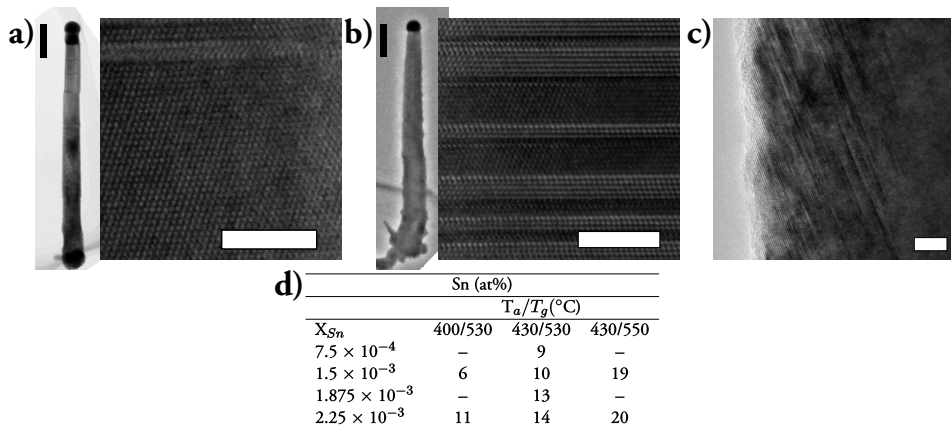 a)
b)
c)
d)
Sn (at%)
Tₐ/T_g(°C)
X_Sn 400/530 430/530 430/550
7.5 × 10⁻⁴ – 9 –
1.5 × 10⁻³ 6 10 19
1.875 × 10⁻³ – 13 –
2.25 × 10⁻³ 11 14 20